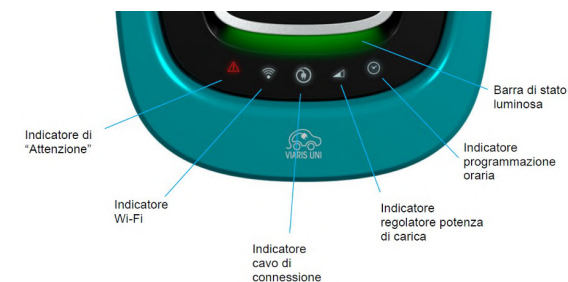 Barra di stato
luminosa
Indicatore di
“Attenzione”
VIARIS UNI
Indicatore
programmazione
oraria
Indicatore
Wi-Fi
Indicatore
regolatore potenza
di carica
Indicatore
cavo di
connessione